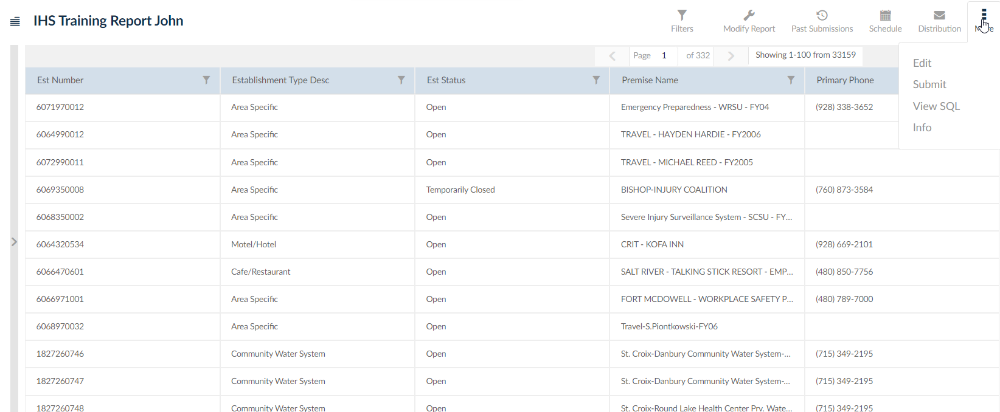 IHS Training Report John
Filters Modify Report Past Submissions Schedule Distribution
Page 1 of 332 Showing 1-100 from 33159
Edit
Submit
View SQL
Info
Est Number Establishment Type Desc Est Status Premise Name Primary Phone
6071970012 Area Specific Open Emergency Preparedness - WRSU - FY04 (928) 338-3652
6064990012 Area Specific Open TRAVEL - HAYDEN HARDIE - FY2006
6072990011 Area Specific Open TRAVEL - MICHAEL REED - FY2005
6069350008 Area Specific Temporarily Closed BISHOP-INJURY COALITION (760) 873-3584
6068350002 Area Specific Open Severe Injury Surveillance System - SCSU - FY...
6064320534 Motel/Hotel Open CRIT - KOFA INN (928) 669-2101
6066470601 Cafe/Restaurant Open SALT RIVER - TALKING STICK RESORT - EMP... (480) 850-7756
6066971001 Area Specific Open FORT MCDOWELL - WORKPLACE SAFETY P... (480) 789-7000
6068970032 Area Specific Open Travel-S.Piontkowski-FY06
1827260746 Community Water System Open St. Croix-Danbury Community Water System-... (715) 349-2195
1827260747 Community Water System Open St. Croix-Danbury Community Water System-... (715) 349-2195
1827260748 Community Water System Open St. Croix-Round Lake Health Center Prv. Wate... (715) 349-2195